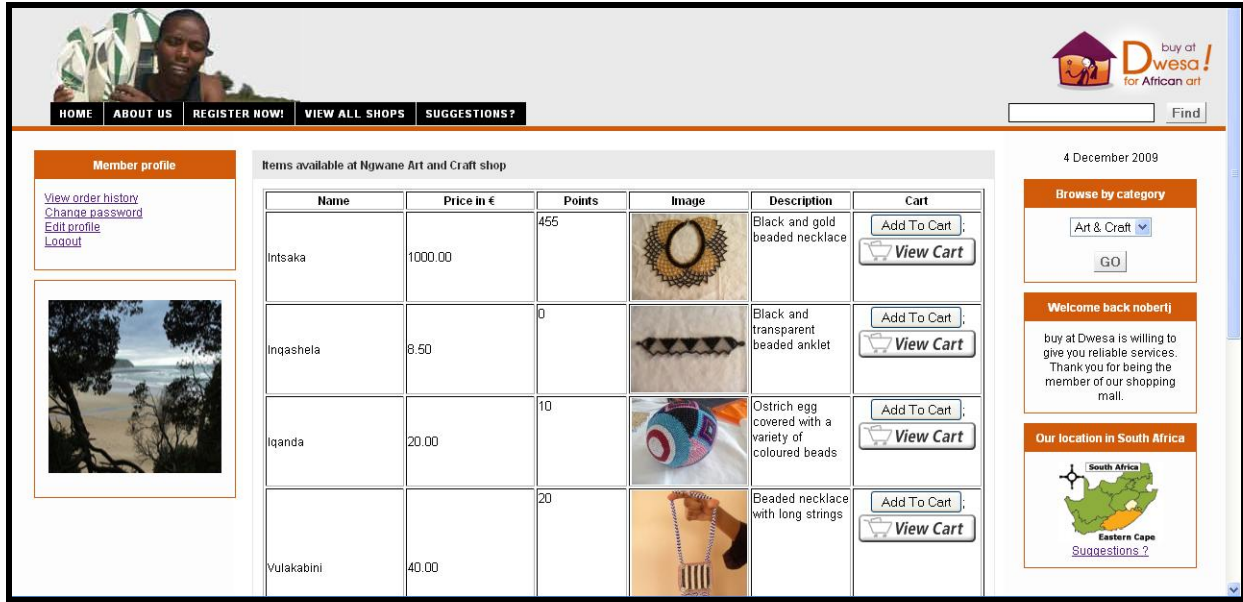 buy at
Dwesa!
for African art
HOME ABOUT US REGISTER NOW! VIEW ALL SHOPS SUGGESTIONS?
Find
Member profile
View order history
Change password
Edit profile
Logout
Items available at Ngwane Art and Craft shop
Name Price in € Points Image Description Cart
Intsaka 1000.00 455 Black and gold
beaded necklace
Add To Cart ;
View Cart
Inqashela 8.50 0 Black and
transparent
beaded anklet
Add To Cart ;
View Cart
Iqanda 20.00 10 Ostrich egg
covered with a
variety of
coloured beads
Add To Cart ;
View Cart
Vulakabini 40.00 20 Beaded necklace
with long strings
Add To Cart ;
View Cart
4 December 2009
Browse by category
Art & Craft
GO
Welcome back nobertj
buy at Dwesa is willing to
give you reliable services.
Thank you for being the
member of our shopping
mall.
Our location in South Africa
South Africa
Eastern Cape
Suggestions ?